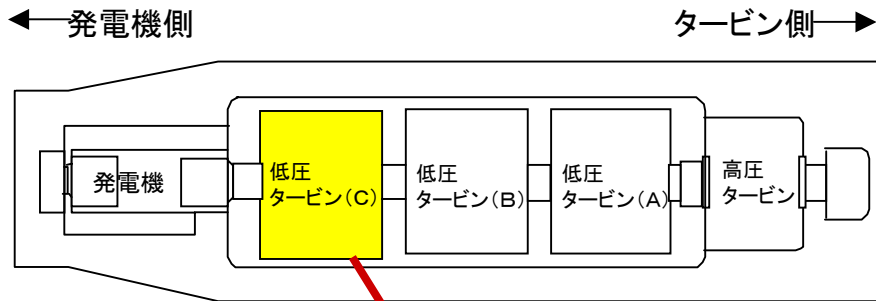 発電機側
タービン側
発電機
低圧
タービン(C)
低圧
タービン(B)
低圧
タービン(A)
高圧
タービン